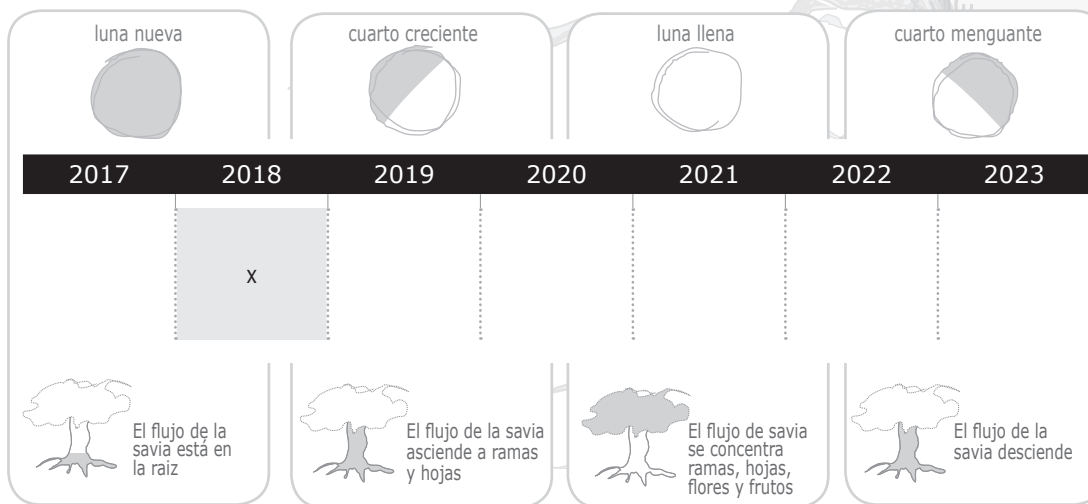 luna nueva
cuarto creciente
luna llena
cuarto menguante
2017 2018 2019 2020 2021 2022 2023
X
El flujo de la
savia está en
la raiz
El flujo de la savia
asciende a ramas
y hojas
El flujo de savia
se concentra
ramas, hojas,
flores y frutos
El flujo de la
savia desciende